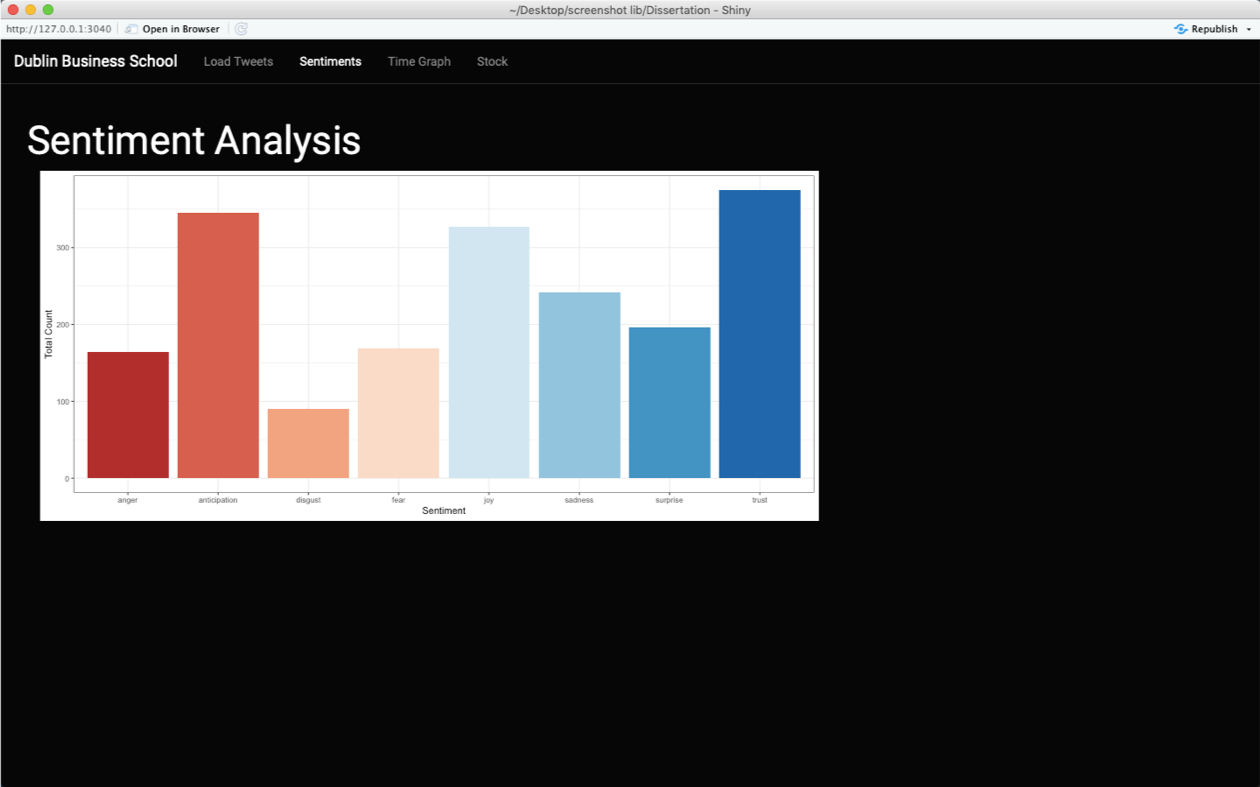 ~/Desktop/screenshot lib/Dissertation - Shiny
http://127.0.0.1:3040 Open in Browser Republish
Dublin Business School Load Tweets Sentiments Time Graph Stock
Sentiment Analysis
Total Count
300
200
100
0
anger anticipation disgust fear joy sadness surprise trust
Sentiment